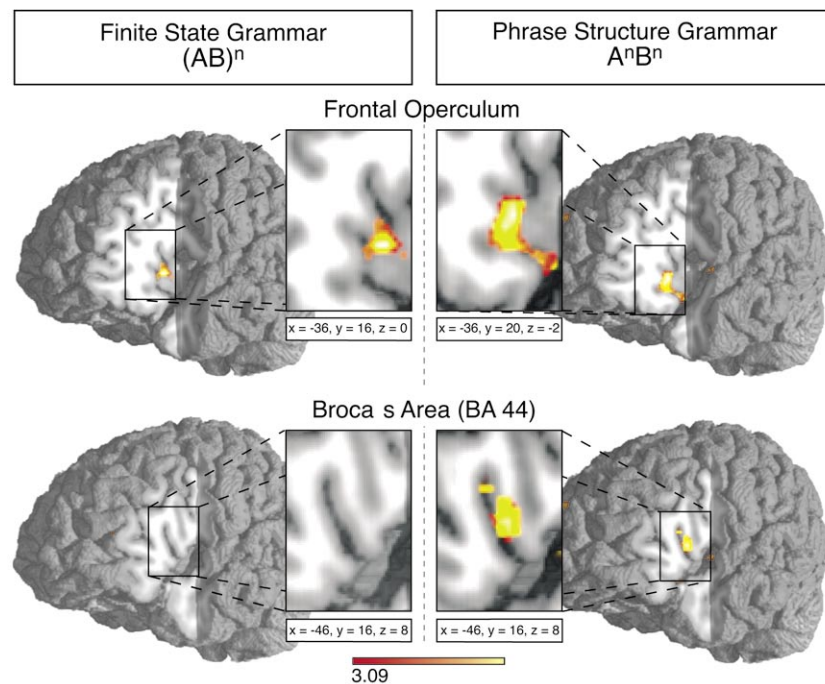 Finite State Grammar
(AB)ⁿ
Phrase Structure Grammar
AⁿBⁿ
Frontal Operculum
x = -36, y = 16, z = 0
x = -36, y = 20, z = -2
Broca s Area (BA 44)
x = -46, y = 16, z = 8
x = -46, y = 16, z = 8
3.09